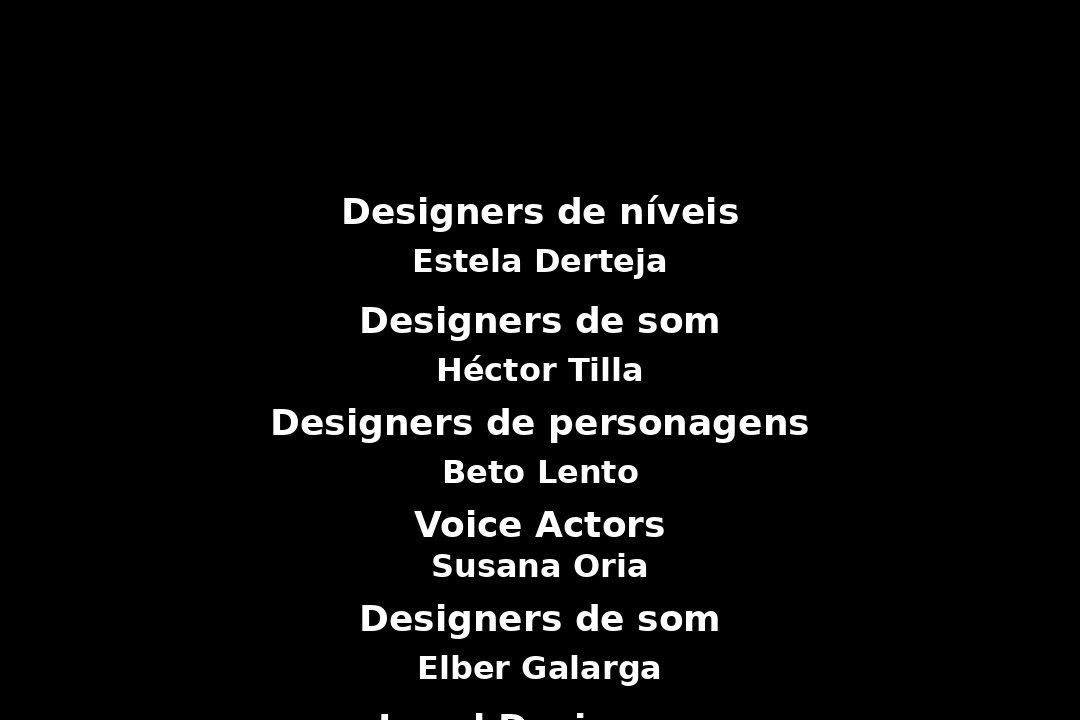 Designers de níveis
Estela Derteja
Designers de som
Héctor Tilla
Designers de personagens
Beto Lento
Voice Actors
Susana Oria
Designers de som
Elber Galarga